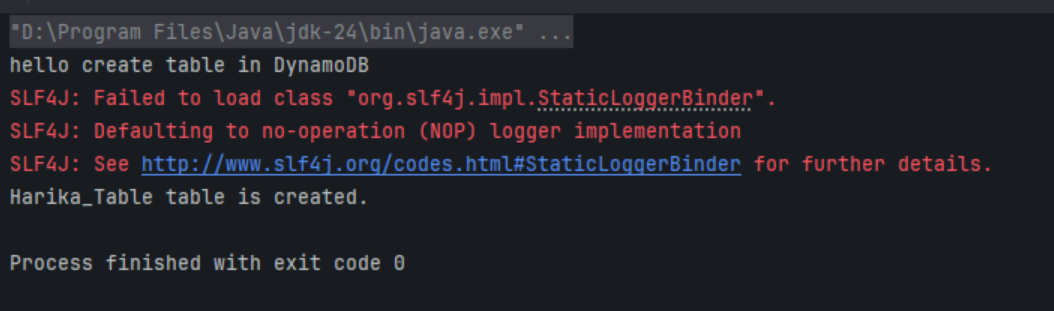 "D:\Program Files\Java\jdk-24\bin\java.exe" ...
hello create table in DynamoDB
SLF4J: Failed to load class "org.slf4j.impl.StaticLoggerBinder".
SLF4J: Defaulting to no-operation (NOP) logger implementation
SLF4J: See http://www.slf4j.org/codes.html#StaticLoggerBinder for further details.
Harika_Table table is created.
Process finished with exit code 0